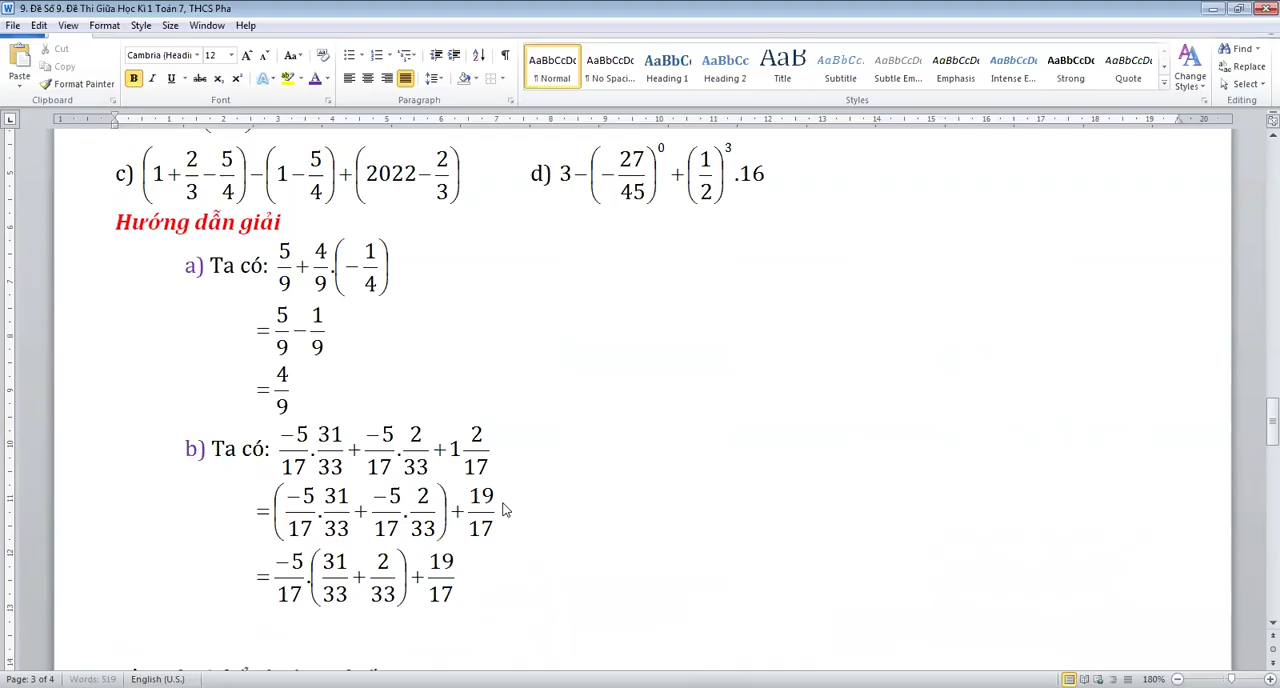 9. Đề Số 9. Đề Thi Giữa Học Kì 1 Toán 7, THCS Pha
File Edit View Format Style Size Window Help
Paste Cut Copy Format Painter
Cambria (Headi 12
AaBbCcDc AaBbCcDc AaBbC AaBbCc AaB AaBbCc. AaBbCcDc AaBbCcDc AaBbCcDc AaBbCcDc AaBbCcDc
¶ Normal ¶ No Spaci... Heading 1 Heading 2 Title Subtitle Subtle Em... Emphasis Intense E... Strong Quote
Change Styles
Find Replace Select
Clipboard Font Paragraph Styles Editing
c) (1 + 2/3 − 5/4) − (1 − 5/4) + (2022 − 2/3) d) 3 − (−27/45)^0 + (1/2)^3 .16
Hướng dẫn giải
a) Ta có: 5/9 + 4/9 . (−1/4)
= 5/9 − 1/9
= 4/9
b) Ta có: −5/17 . 31/33 + −5/17 . 2/33 + 1 2/17
= (−5/17 . 31/33 + −5/17 . 2/33) + 19/17
= −5/17 . (31/33 + 2/33) + 19/17
Page: 3 of 4 Words: 519 English (U.S.) 180%